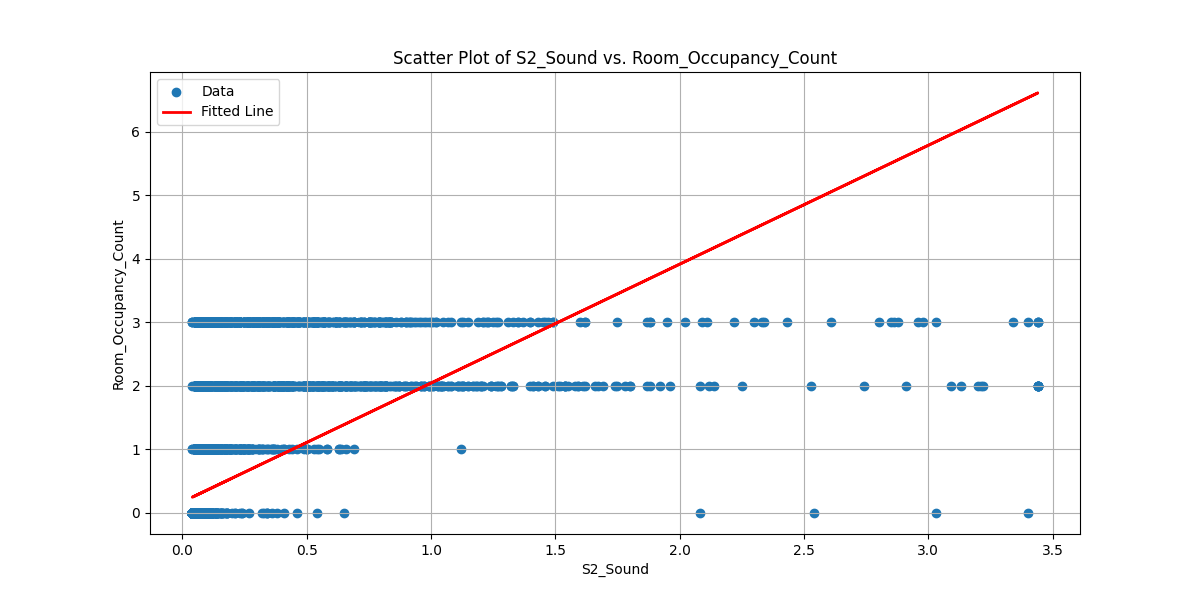 Scatter Plot of S2_Sound vs. Room_Occupancy_Count
Data
Fitted Line
Room_Occupancy_Count
6
5
4
3
2
1
0
0.0 0.5 1.0 1.5 2.0 2.5 3.0 3.5
S2_Sound